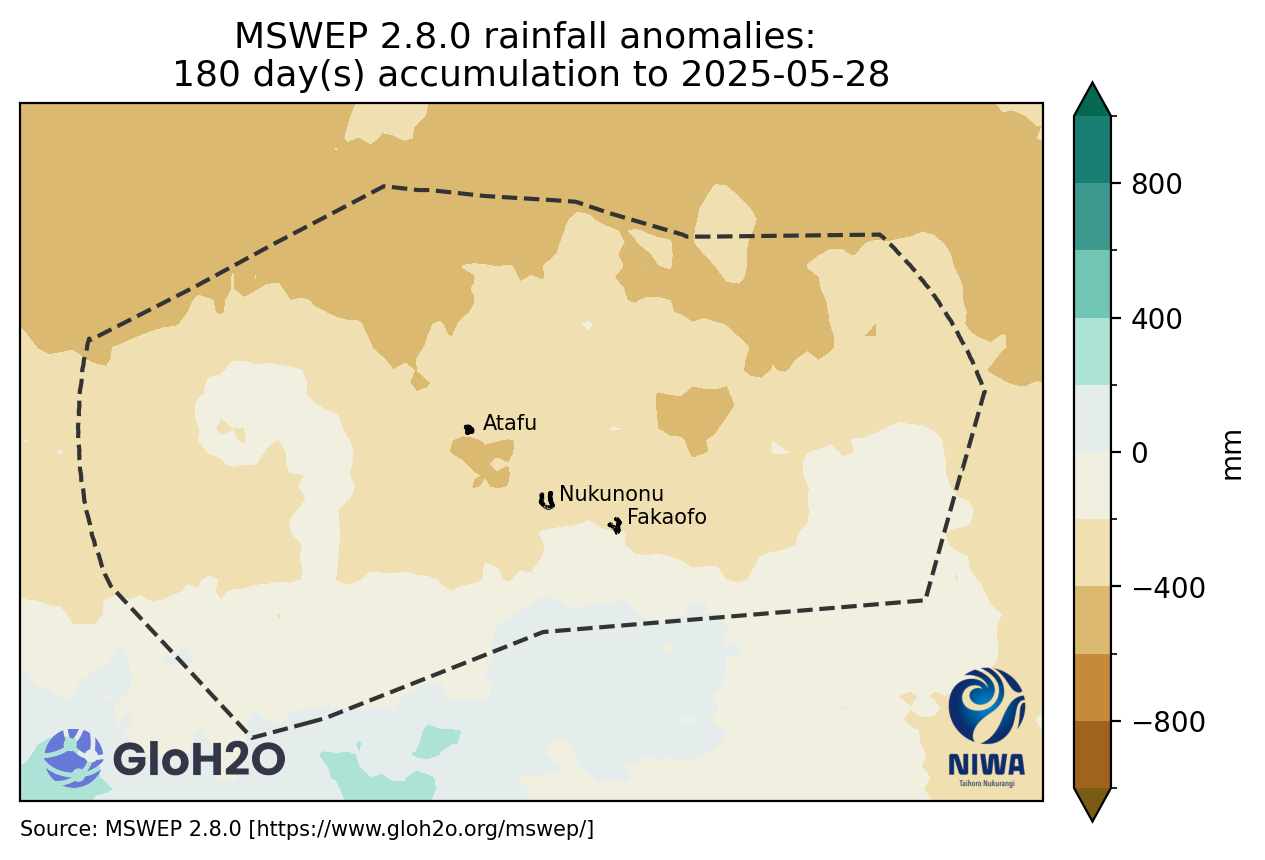 MSWEP 2.8.0 rainfall anomalies:
180 day(s) accumulation to 2025-05-28
800
400
0
−400
−800
mm
Atafu
Nukunonu
Fakaofo
GloH2O
NIWA
Taihoro Nukurangi
Source: MSWEP 2.8.0 [https://www.gloh2o.org/mswep/]